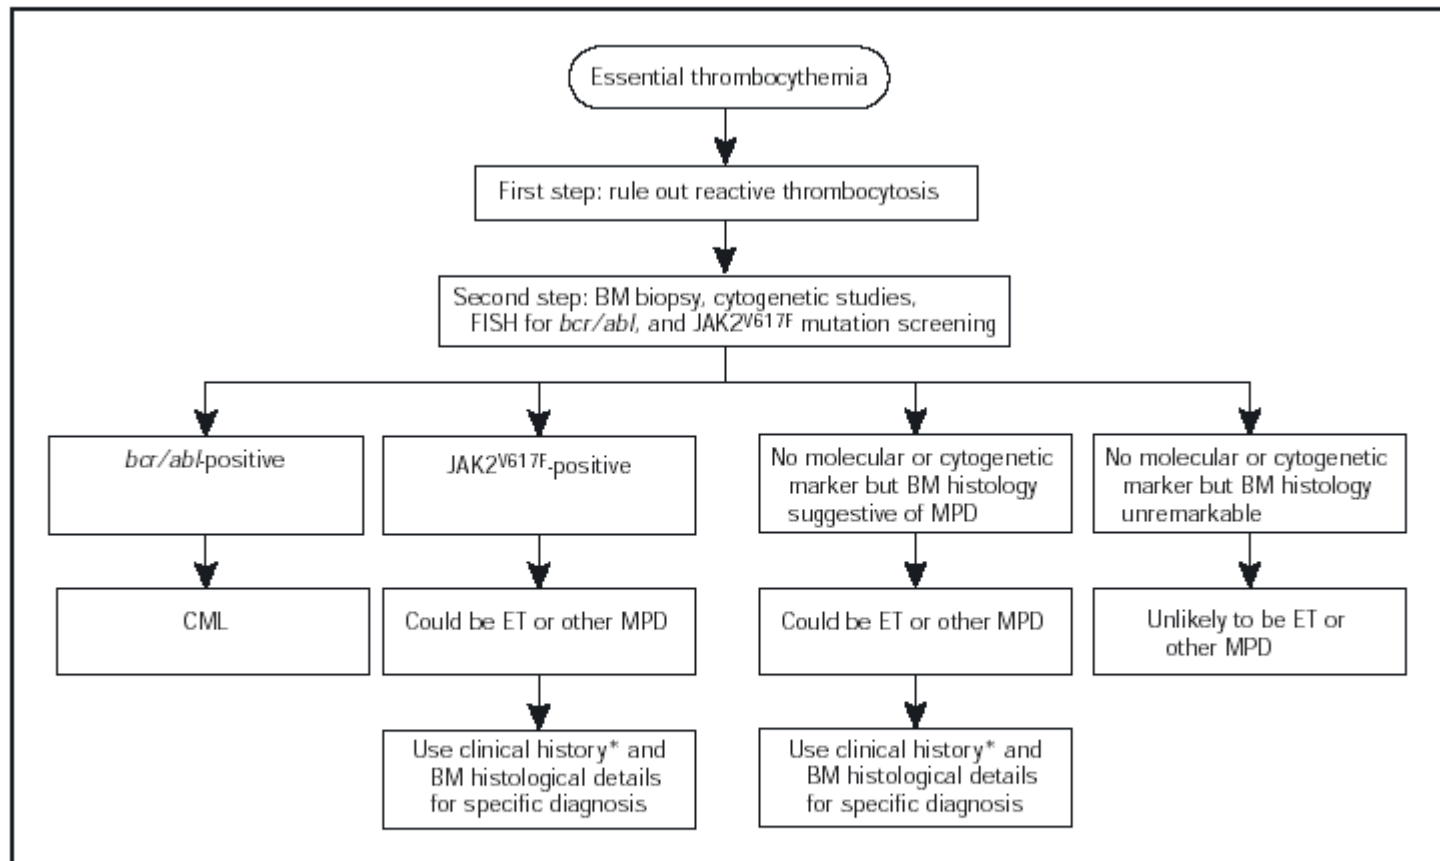 Essential thrombocythemia
First step: rule out reactive thrombocytosis
Second step: BM biopsy, cytogenetic studies,
FISH for bcr/abl, and JAK2V617F mutation screening
bcr/abl-positive
JAK2V617F-positive
No molecular or cytogenetic
marker but BM histology
suggestive of MPD
No molecular or cytogenetic
marker but BM histology
unremarkable
CML
Could be ET or other MPD
Could be ET or other MPD
Unlikely to be ET or
other MPD
Use clinical history* and
BM histological details
for specific diagnosis
Use clinical history* and
BM histological details
for specific diagnosis